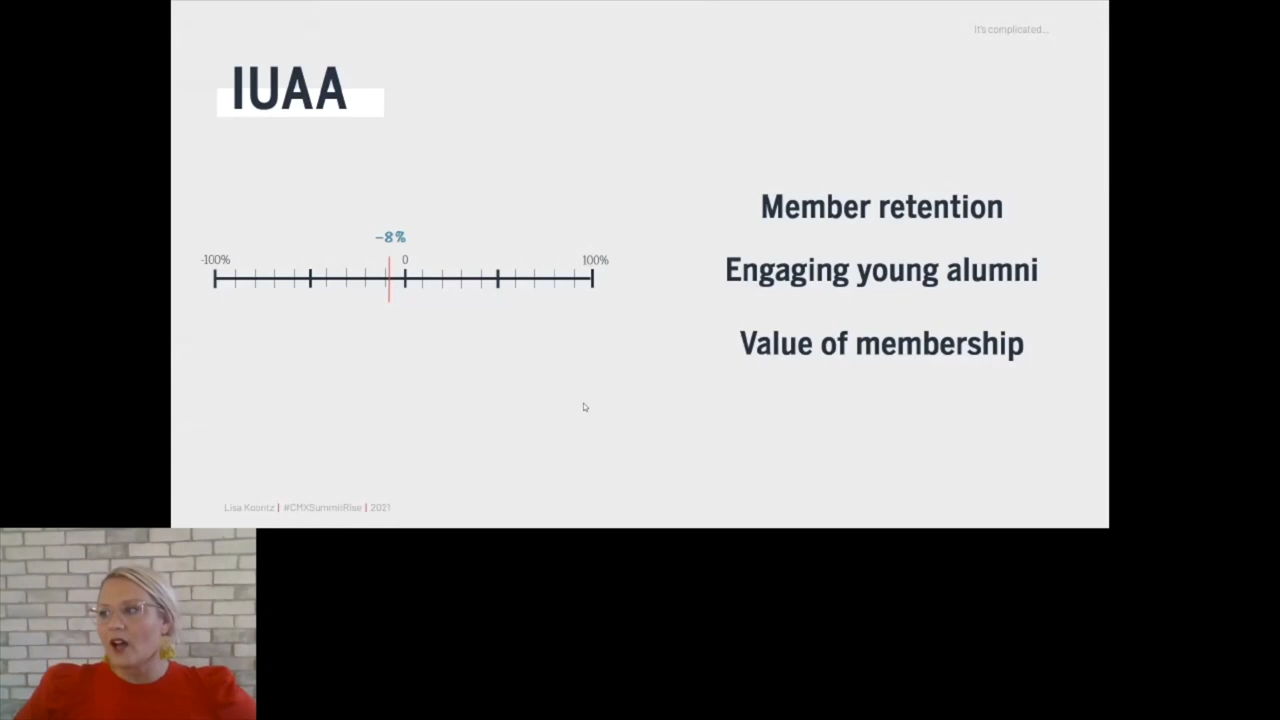 It's complicated...
IUAA
-8%
-100% 0 100%
Member retention
Engaging young alumni
Value of membership
Lisa Koontz | #CMXSummitRise | 2021